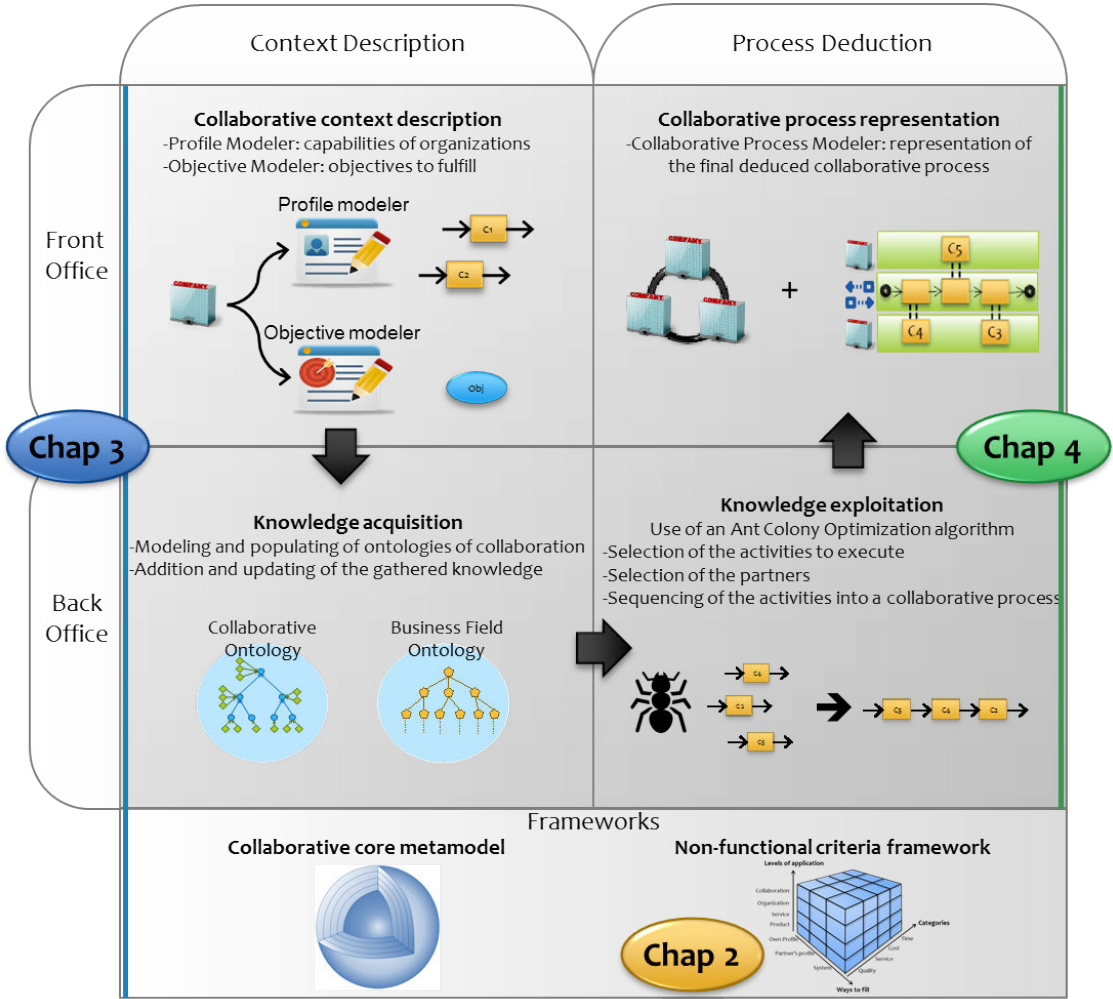 Context Description
Process Deduction
Front
Office
Collaborative context description
-Profile Modeler: capabilities of organizations
-Objective Modeler: objectives to fulfill
Profile modeler
C1
C2
COMPANY
Objective modeler
Obj
Collaborative process representation
-Collaborative Process Modeler: representation of
the final deduced collaborative process
COMPANY
COMPANY
COMPANY
+
C5
C4
C3
Chap 3
Chap 4
Back
Office
Knowledge acquisition
-Modeling and populating of ontologies of collaboration
-Addition and updating of the gathered knowledge
Collaborative
Ontology
Business Field
Ontology
Knowledge exploitation
Use of an Ant Colony Optimization algorithm
-Selection of the activities to execute
-Selection of the partners
-Sequencing of the activities into a collaborative process
Frameworks
Collaborative core metamodel
Non-functional criteria framework
Levels of application
Collaboration
Organization
Service
Product
Own Profile
Partner's profile
System
Categories
Time
Cost
Service
Quality
Ways to fill
Chap 2